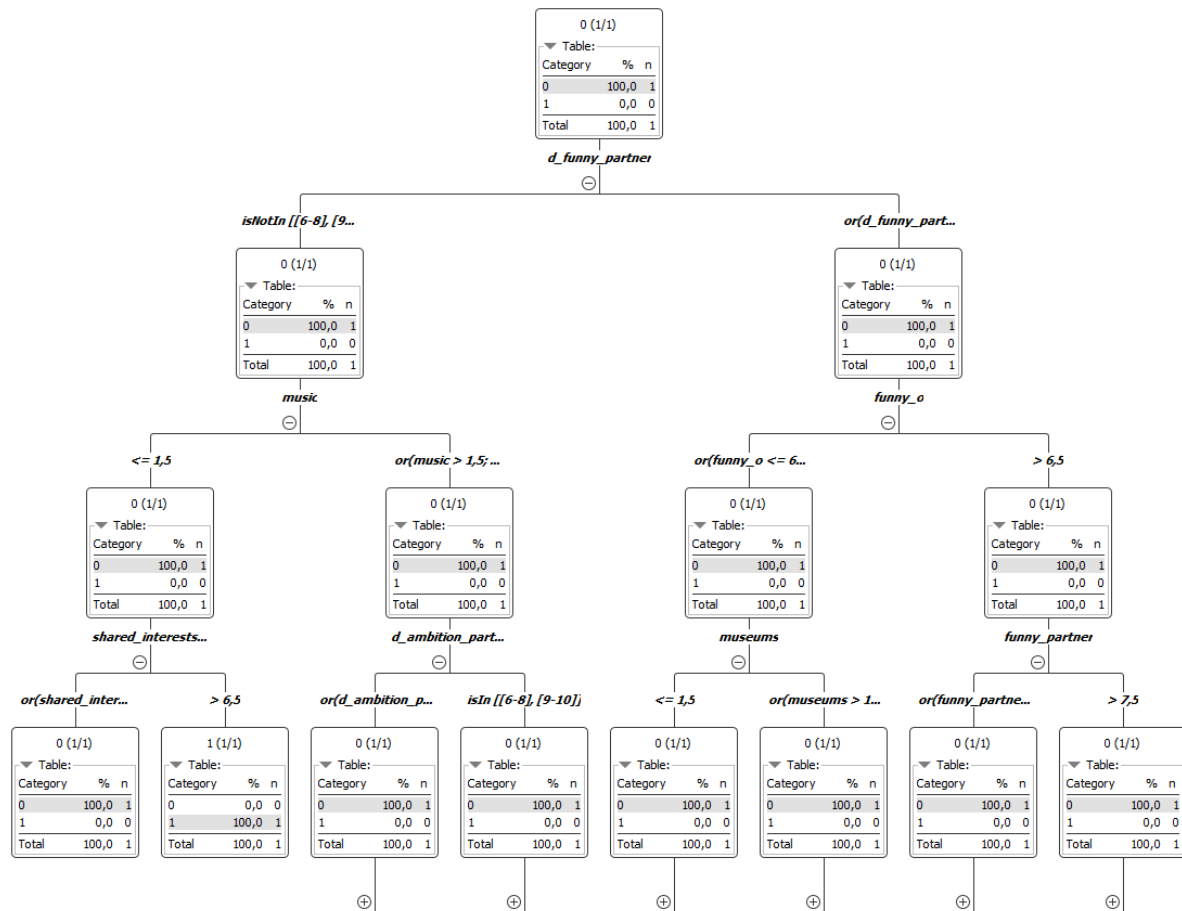 0 (1/1)
Table:
Category % n
0 100,0 1
1 0,0 0
Total 100,0 1
d_funny_partner
isNotIn [[6-8], [9...
or(d_funny_part...
0 (1/1)
Table:
Category % n
0 100,0 1
1 0,0 0
Total 100,0 1
music
0 (1/1)
Table:
Category % n
0 100,0 1
1 0,0 0
Total 100,0 1
funny_o
<= 1,5
or(music > 1,5; ...
or(funny_o <= 6...
> 6,5
0 (1/1)
Table:
Category % n
0 100,0 1
1 0,0 0
Total 100,0 1
shared_interests...
0 (1/1)
Table:
Category % n
0 100,0 1
1 0,0 0
Total 100,0 1
d_ambition_part...
0 (1/1)
Table:
Category % n
0 100,0 1
1 0,0 0
Total 100,0 1
museums
0 (1/1)
Table:
Category % n
0 100,0 1
1 0,0 0
Total 100,0 1
funny_partner
or(shared_inter...
> 6,5
or(d_ambition_p...
isIn [[6-8], [9-10]]
<= 1,5
or(museums > 1...
or(funny_partne...
> 7,5
0 (1/1)
Table:
Category % n
0 100,0 1
1 0,0 0
Total 100,0 1
1 (1/1)
Table:
Category % n
0 0,0 0
1 100,0 1
Total 100,0 1
0 (1/1)
Table:
Category % n
0 100,0 1
1 0,0 0
Total 100,0 1
0 (1/1)
Table:
Category % n
0 100,0 1
1 0,0 0
Total 100,0 1
0 (1/1)
Table:
Category % n
0 100,0 1
1 0,0 0
Total 100,0 1
0 (1/1)
Table:
Category % n
0 100,0 1
1 0,0 0
Total 100,0 1
0 (1/1)
Table:
Category % n
0 100,0 1
1 0,0 0
Total 100,0 1
0 (1/1)
Table:
Category % n
0 100,0 1
1 0,0 0
Total 100,0 1